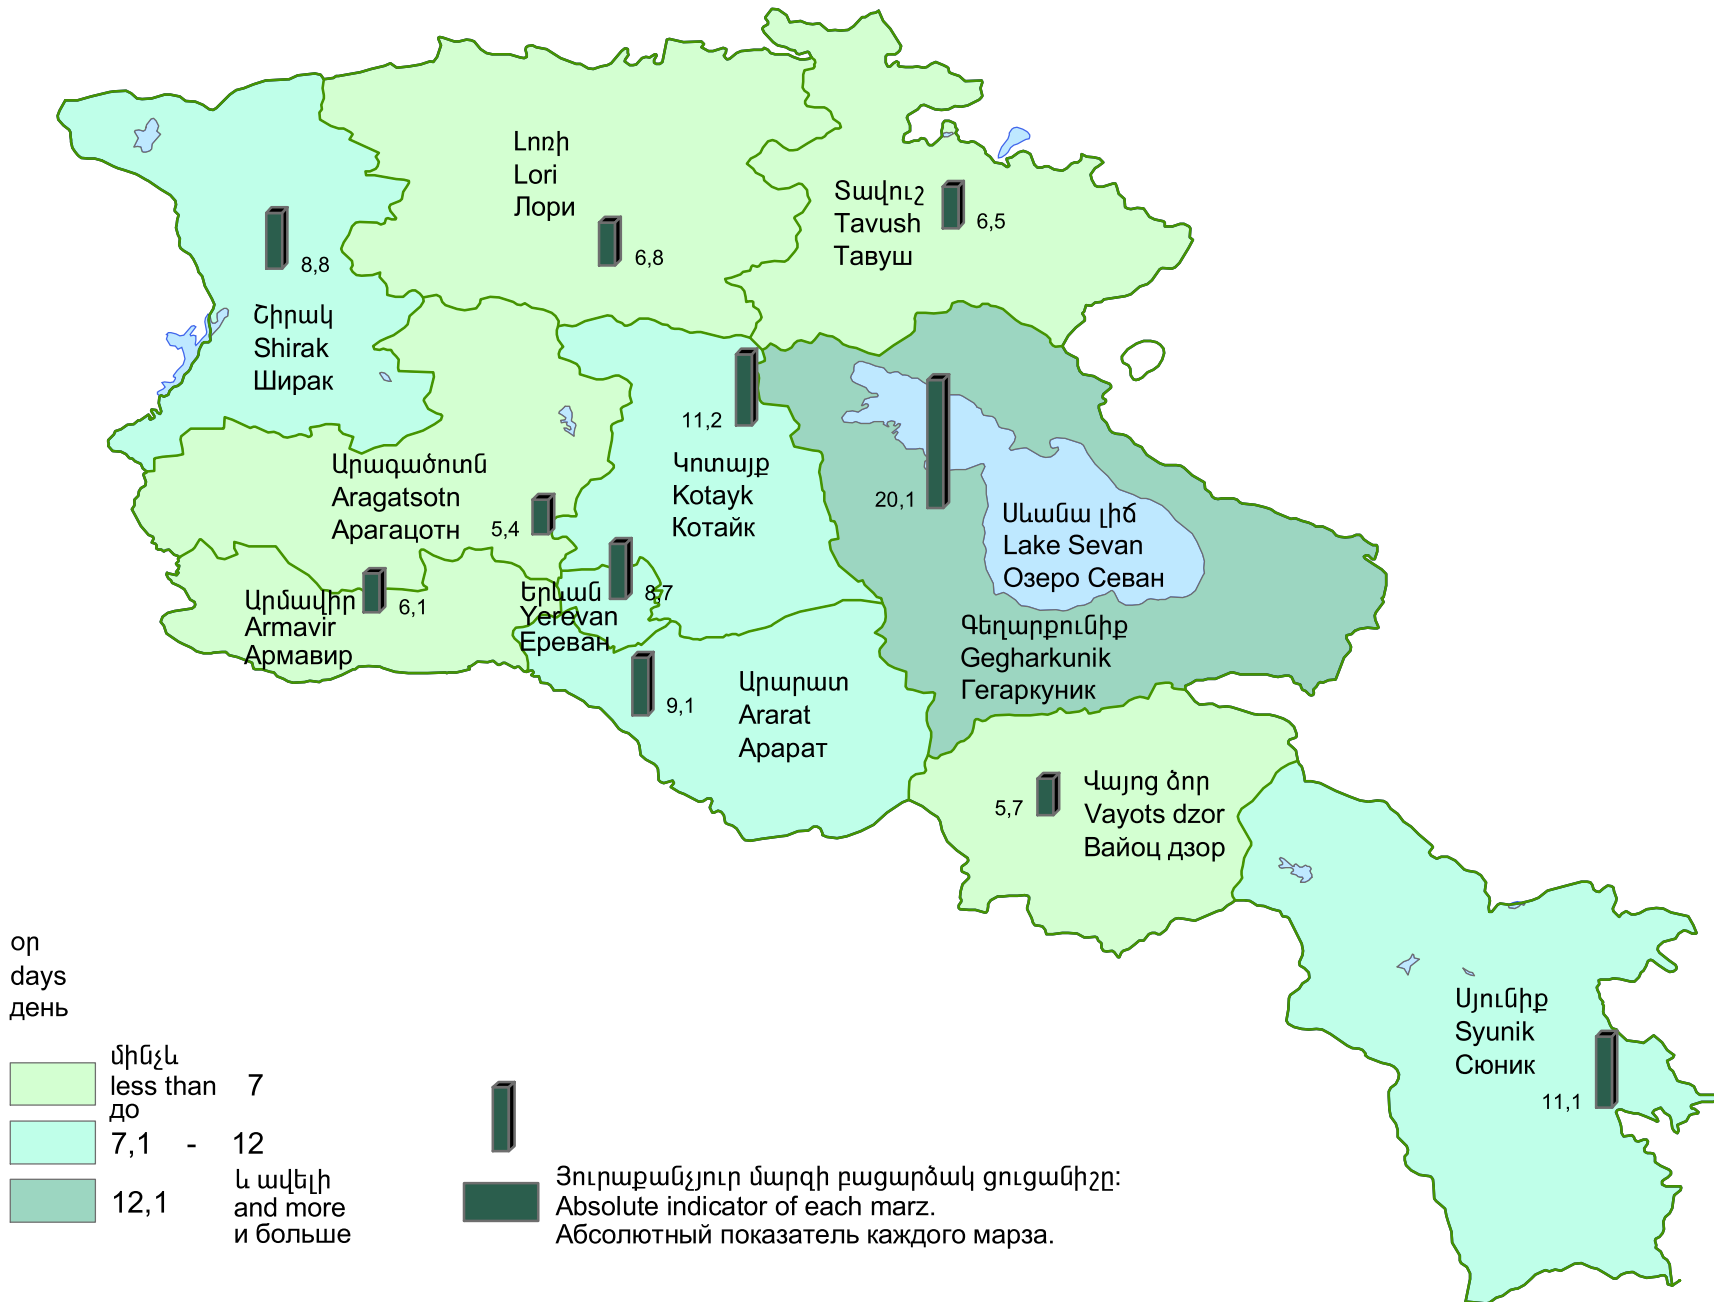 Լոռի
Lori
Лори
6,8
Տավուշ
Tavush
Тавуш
6,5
8,8
Շիրակ
Shirak
Ширак
11,2
Կոտայք
Kotayk
Котайк
20,1
Սևանա լիճ
Lake Sevan
Озеро Севан
Արագածոտն
Aragatsotn
Арагацотн
5,4
Արմավիր
Armavir
Армавир
6,1
Երևան
Yerevan
Ереван
8,7
Գեղարքունիք
Gegharkunik
Гегаркуник
9,1
Արարատ
Ararat
Арарат
5,7
Վայոց ձոր
Vayots dzor
Вайоц дзор
Սյունիք
Syunik
Сюник
11,1
օր
days
день
մինչև
less than 7
до
7,1 - 12
12,1
և ավելի
and more
и больше
Յուրաքանչյուր մարզի բացարձակ ցուցանիշը:
Absolute indicator of each marz.
Абсолютный показатель каждого марза.